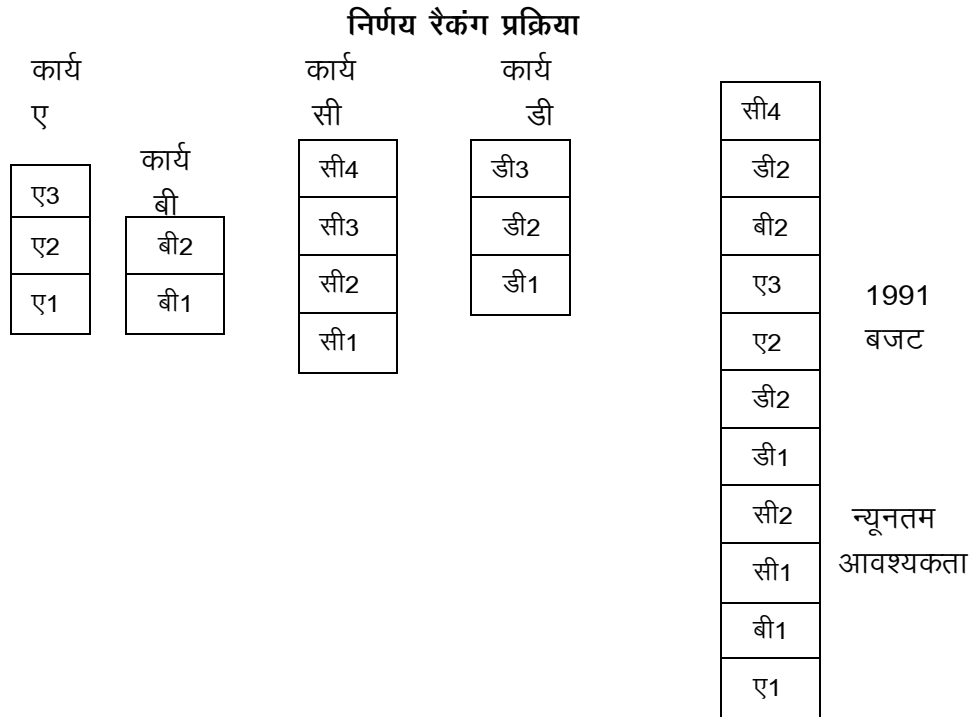 निर्णय रैकंग प्रक्रिया
कार्य
ए
ए3
ए2
ए1
कार्य
बी
बी2
बी1
कार्य
सी
सी4
सी3
सी2
सी1
कार्य
डी
डी3
डी2
डी1
सी4
डी2
बी2
ए3
ए2
डी2
डी1
सी2
सी1
बी1
ए1
1991
बजट
न्यूनतम
आवश्यकता